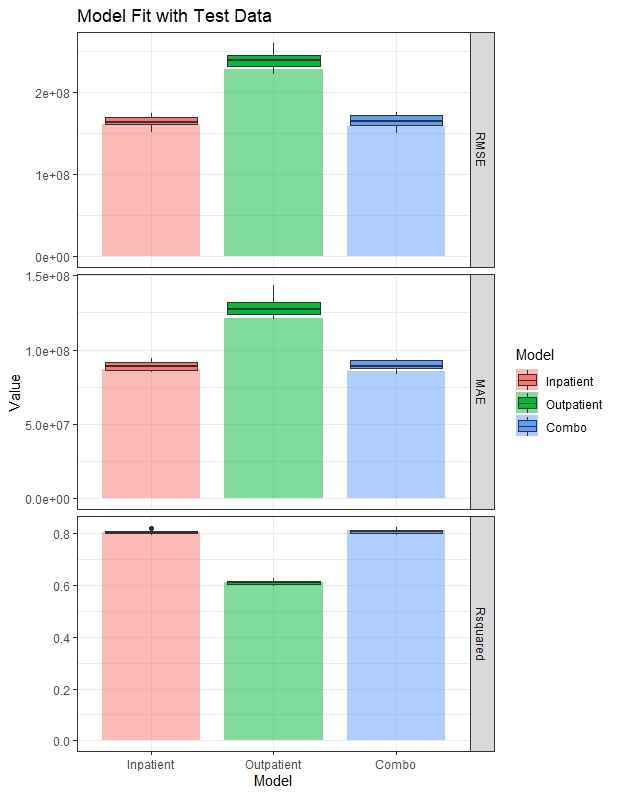 Model Fit with Test Data
2e+08
1e+08
0e+00
RMSE
1.5e+08
1.0e+08
5.0e+07
0.0e+00
MAE
Value
0.8
0.6
0.4
0.2
0.0
Rsquared
Inpatient
Outpatient
Combo
Model
Model
Inpatient
Outpatient
Combo